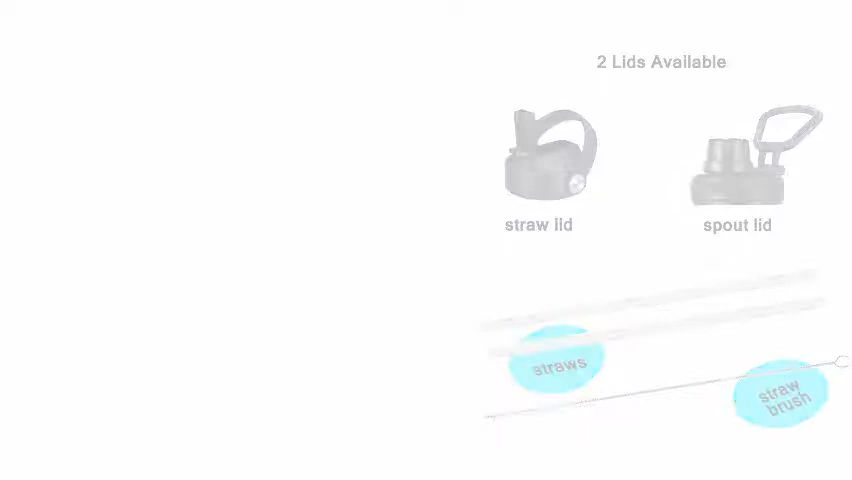 2 Lids Available
straw lid
spout lid
straws
straw
brush